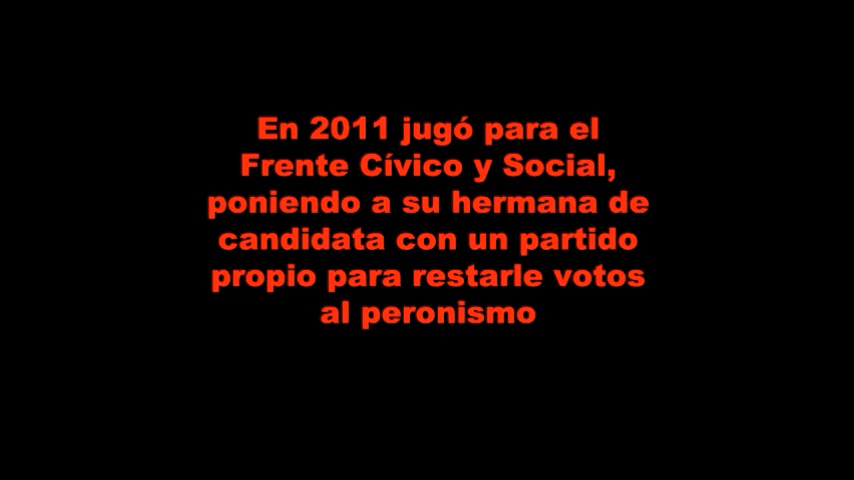 En 2011 jugó para el
Frente Cívico y Social,
poniendo a su hermana de
candidata con un partido
propio para restarle votos
al peronismo